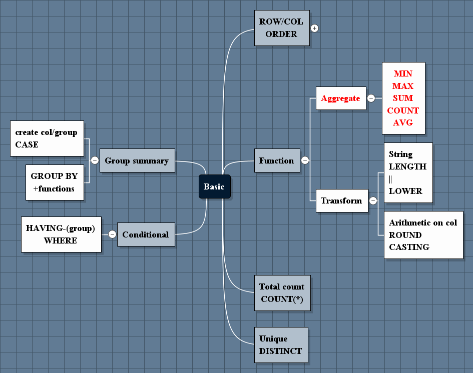 ROW/COL
ORDER
Aggregate
MIN
MAX
SUM
COUNT
AVG
create col/group
CASE
Group summary
GROUP BY
+functions
Basic
Function
String
LENGTH
||
LOWER
Transform
Arithmetic on col
ROUND
CASTING
HAVING-(group)
WHERE
Conditional
Total count
COUNT(*)
Unique
DISTINCT